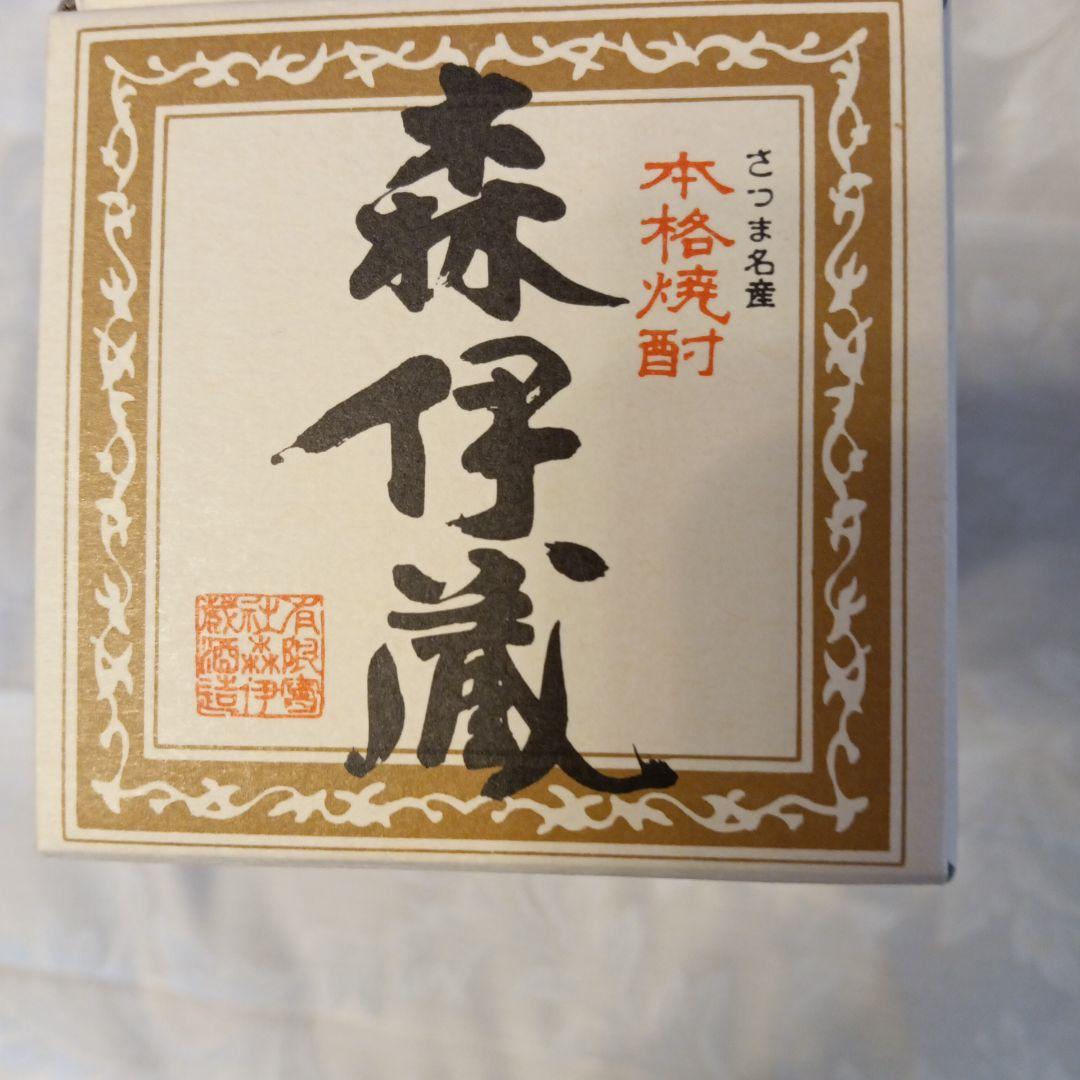 さつま名産
本格焼酎
森伊蔵
有限會
社森伊
蔵酒造